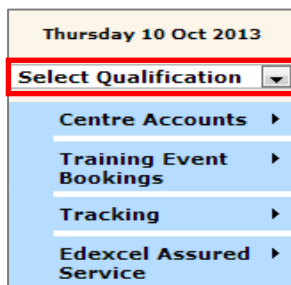 Thursday 10 Oct 2013
Select Qualification
Centre Accounts
Training Event
Bookings
Tracking
Edexcel Assured
Service